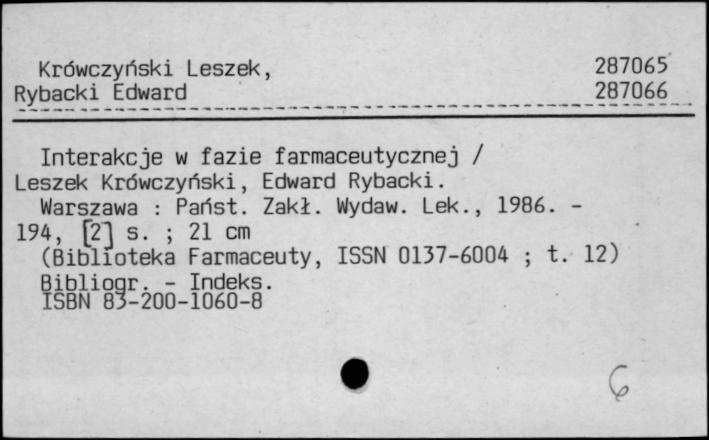 Krówczyński Leszek, 287065
Rybacki Edward 287066
Interakcje w fazie farmaceutycznej /
Leszek Krówczyński, Edward Rybacki.
Warszawa : Państ. Zakł. Wydaw. Lek., 1986. -
194, [2] s. ; 21 cm
(Biblioteka Farmaceuty, ISSN 0137-6004 ; t. 12)
Bibliogr. - Indeks.
ISBN 83-200-1060-8
6